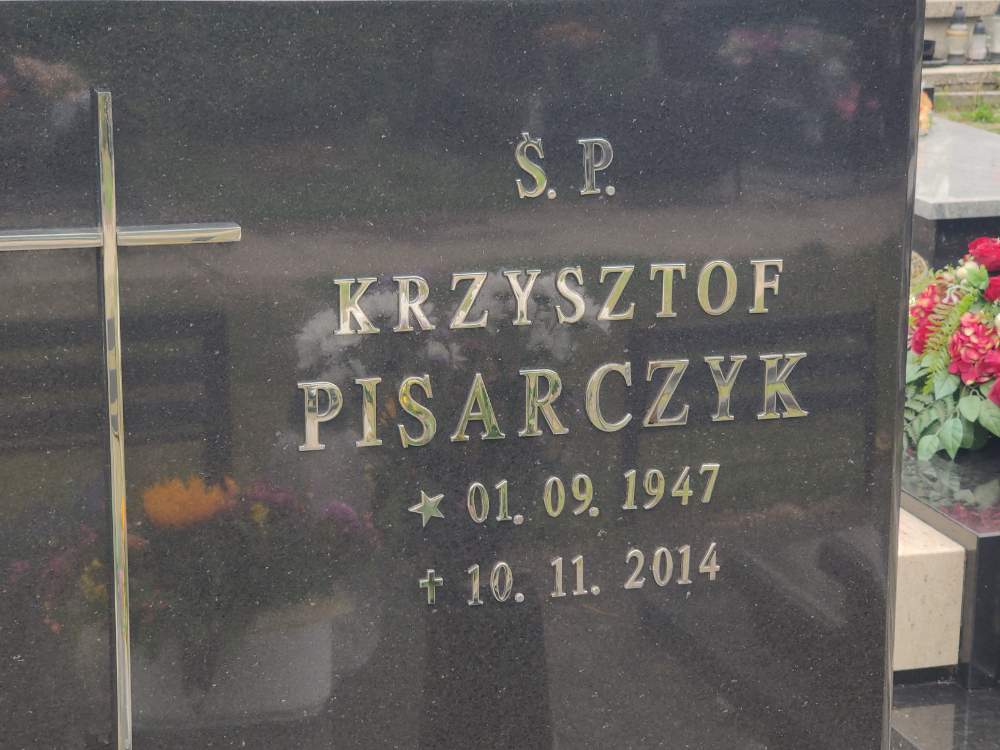 Ś. P.
KRZYSZTOF
PISARCZYK
★ 01. 09. 1947
✝ 10. 11. 2014